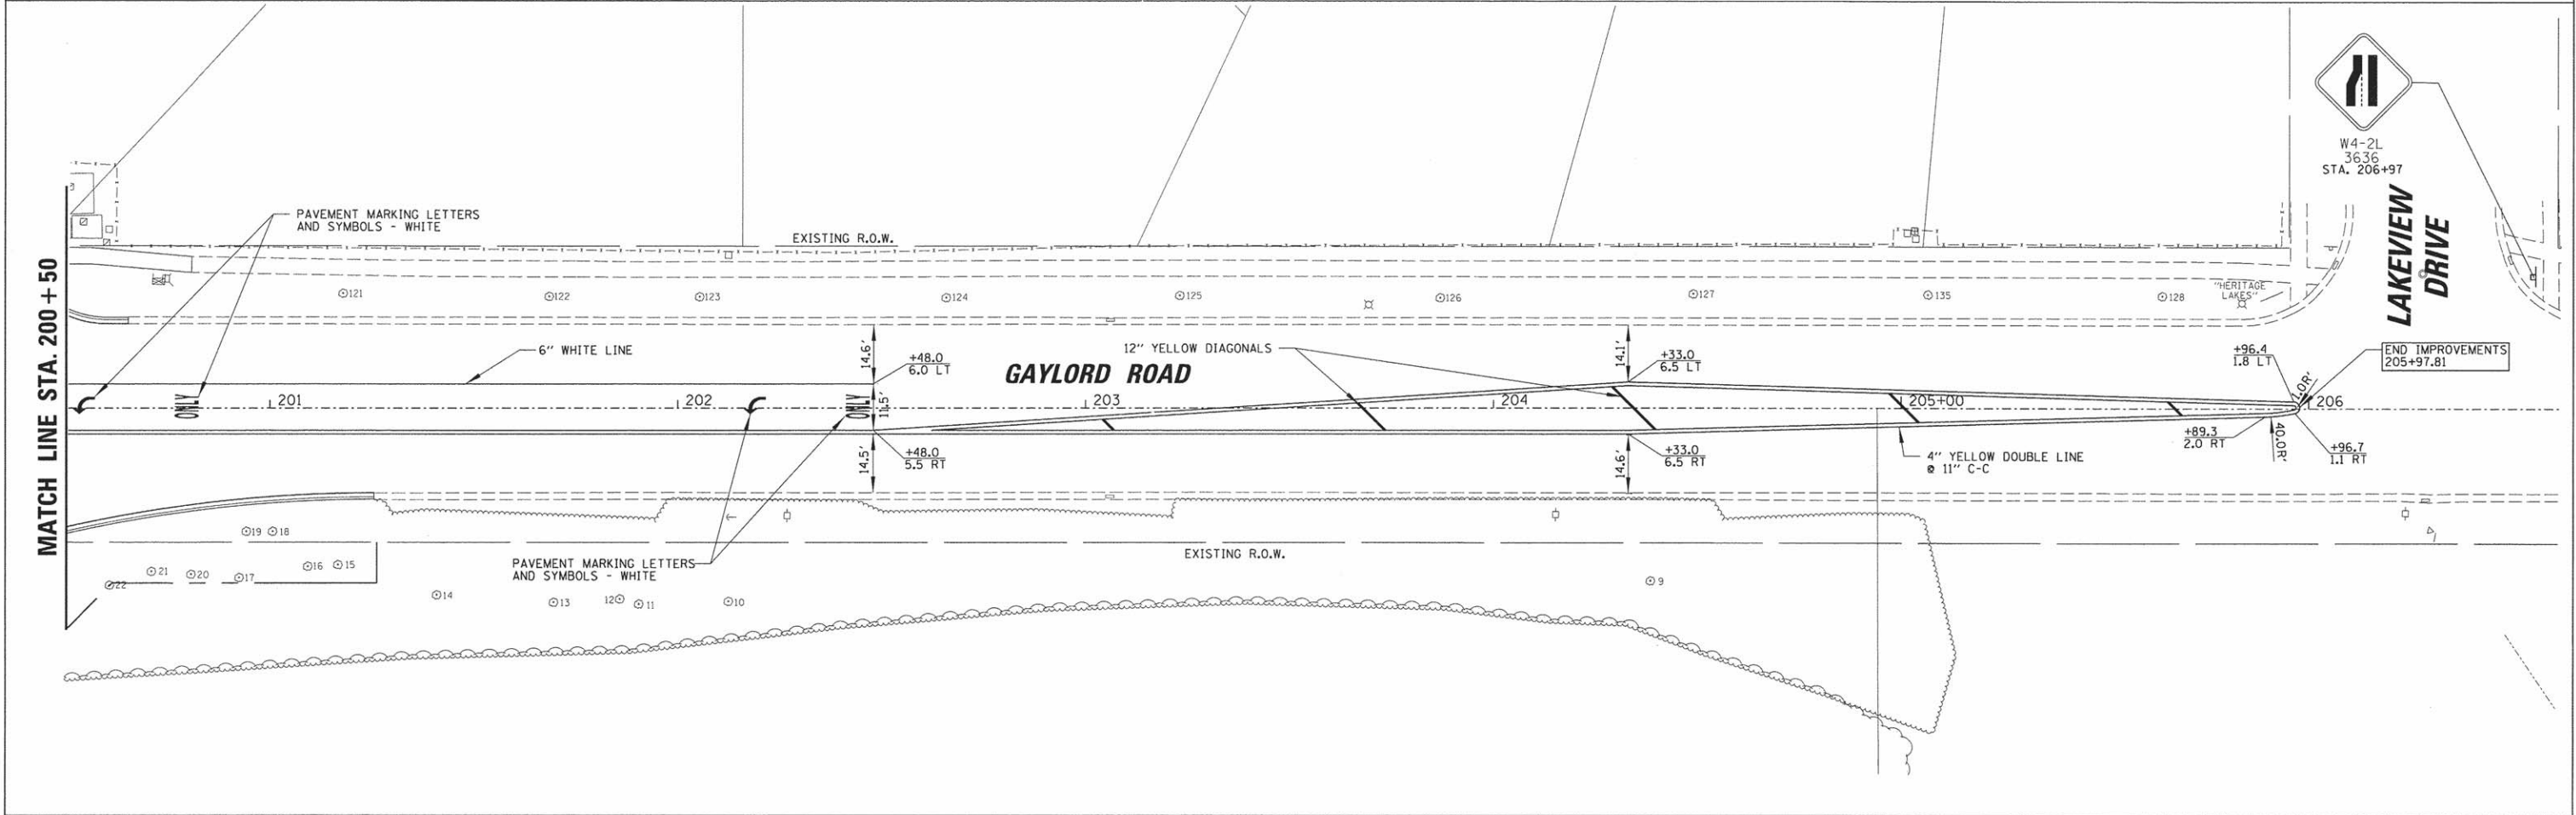 W4-2L
3636
STA. 206+97
LAKEVIEW
DRIVE
MATCH LINE STA. 200+50
PAVEMENT MARKING LETTERS
AND SYMBOLS - WHITE
EXISTING R.O.W.
121
122
123
124
125
126
127
135
128
"HERITAGE
LAKES"
6" WHITE LINE
14.6'
+48.0
6.0 LT
GAYLORD ROAD
12" YELLOW DIAGONALS
14.1'
+33.0
6.5 LT
+96.4
1.8 LT
END IMPROVEMENTS
205+97.81
1.0R'
ONLY
201
202
ONLY
11.5'
203
204
205+00
206
14.5'
+48.0
5.5 RT
14.6'
+33.0
6.5 RT
4" YELLOW DOUBLE LINE
@ 11" C-C
+89.3
2.0 RT
40.0R'
+96.7
1.1 RT
19
18
EXISTING R.O.W.
PAVEMENT MARKING LETTERS
AND SYMBOLS - WHITE
22
21
20
17
16
15
14
13
12
11
10
9